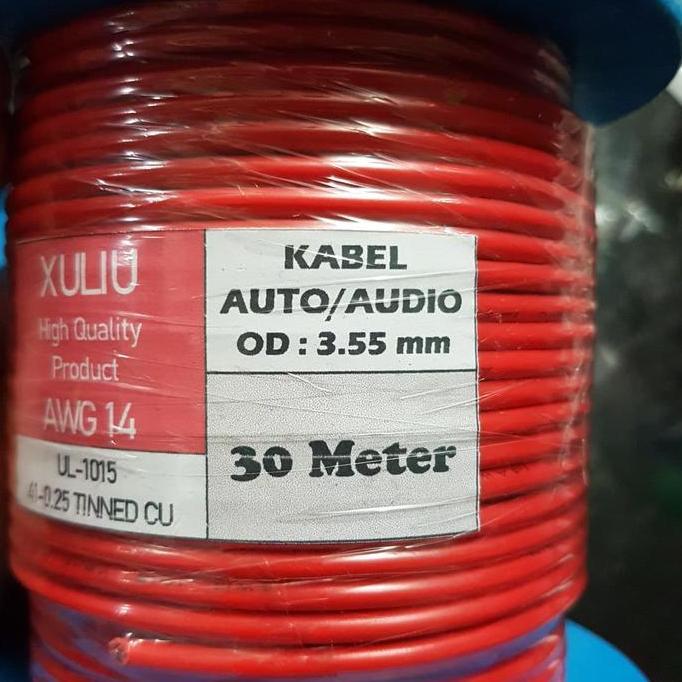 XULIU
High Quality
Product
AWG 14
UL-1015
41-0.25 TINNED CU
KABEL
AUTO/AUDIO
OD : 3.55 mm
30 Meter